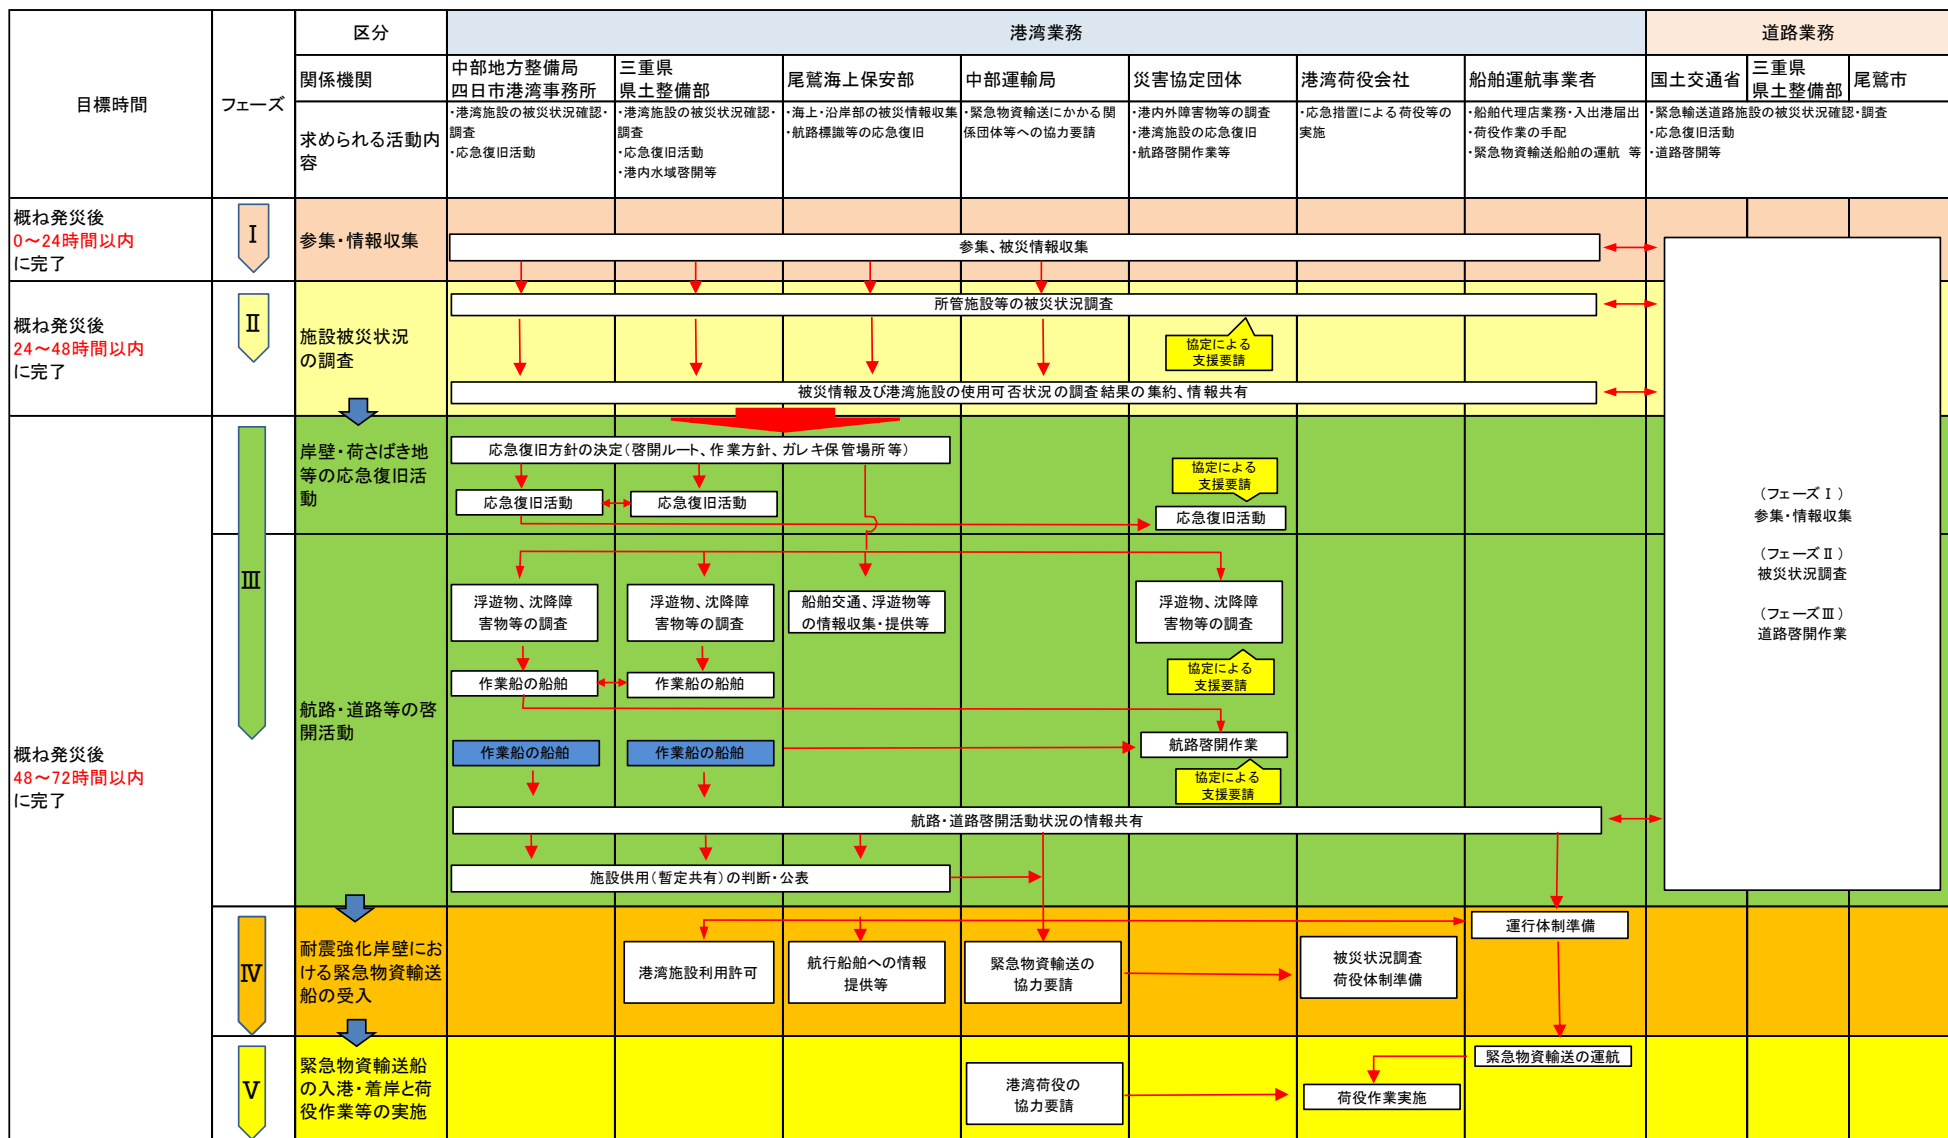 目標時間
フェーズ
区分
港湾業務
道路業務
関係機関
中部地方整備局
四日市港湾事務所
三重県
県土整備部
尾鷲海上保安部
中部運輸局
災害協定団体
港湾荷役会社
船舶運航事業者
国土交通省
三重県
県土整備部
尾鷲市
求められる活動内
容
・港湾施設の被災状況確認・
調査
・応急復旧活動
・港湾施設の被災状況確認・
調査
・応急復旧活動
・港内水域啓開等
・海上・沿岸部の被災情報収集
・航路標識等の応急復旧
・緊急物資輸送にかかる関
係団体等への協力要請
・港内外障害物等の調査
・港湾施設の応急復旧
・航路啓開作業等
・応急措置による荷役等の
実施
・船舶代理店業務・入出港届出
・荷役作業の手配
・緊急物資輸送船舶の運航 等
・緊急輸送道路施設の被災状況確認・調査
・応急復旧活動
・道路啓開等
概ね発災後
0～24時間以内
に完了
Ⅰ
参集・情報収集
参集、被災情報収集
概ね発災後
24～48時間以内
に完了
Ⅱ
施設被災状況
の調査
所管施設等の被災状況調査
協定による
支援要請
被災情報及び港湾施設の使用可否状況の調査結果の集約、情報共有
概ね発災後
48～72時間以内
に完了
Ⅲ
岸壁・荷さばき地
等の応急復旧活
動
応急復旧方針の決定（啓開ルート、作業方針、ガレキ保管場所等）
応急復旧活動
応急復旧活動
協定による
支援要請
応急復旧活動
航路・道路等の啓
開活動
浮遊物、沈降障
害物等の調査
浮遊物、沈降障
害物等の調査
船舶交通、浮遊物等
の情報収集・提供等
浮遊物、沈降障
害物等の調査
作業船の船舶
作業船の船舶
協定による
支援要請
作業船の船舶
作業船の船舶
航路啓開作業
協定による
支援要請
航路・道路啓開活動状況の情報共有
施設供用（暫定共有）の判断・公表
（フェーズⅠ）
参集・情報収集
（フェーズⅡ）
被災状況調査
（フェーズⅢ）
道路啓開作業
Ⅳ
耐震強化岸壁にお
ける緊急物資輸送
船の受入
運行体制準備
港湾施設利用許可
航行船舶への情報
提供等
緊急物資輸送の
協力要請
被災状況調査
荷役体制準備
Ⅴ
緊急物資輸送船
の入港・着岸と荷
役作業等の実施
緊急物資輸送の運航
港湾荷役の
協力要請
荷役作業実施